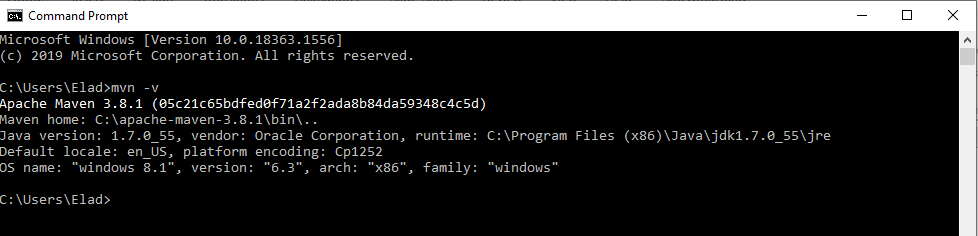 Command Prompt
Microsoft Windows [Version 10.0.18363.1556]
(c) 2019 Microsoft Corporation. All rights reserved.
C:\Users\Elad>mvn -v
Apache Maven 3.8.1 (05c21c65bdfed0f71a2f2ada8b84da59348c4c5d)
Maven home: C:\apache-maven-3.8.1\bin\..
Java version: 1.7.0_55, vendor: Oracle Corporation, runtime: C:\Program Files (x86)\Java\jdk1.7.0_55\jre
Default locale: en_US, platform encoding: Cp1252
OS name: "windows 8.1", version: "6.3", arch: "x86", family: "windows"
C:\Users\Elad>